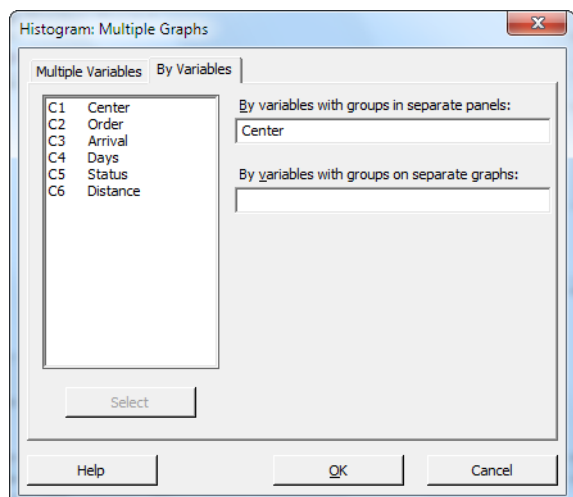 Histogram: Multiple Graphs
x
Multiple Variables By Variables
C1 Center
C2 Order
C3 Arrival
C4 Days
C5 Status
C6 Distance
By variables with groups in separate panels:
Center
By variables with groups on separate graphs:
Select
Help OK Cancel